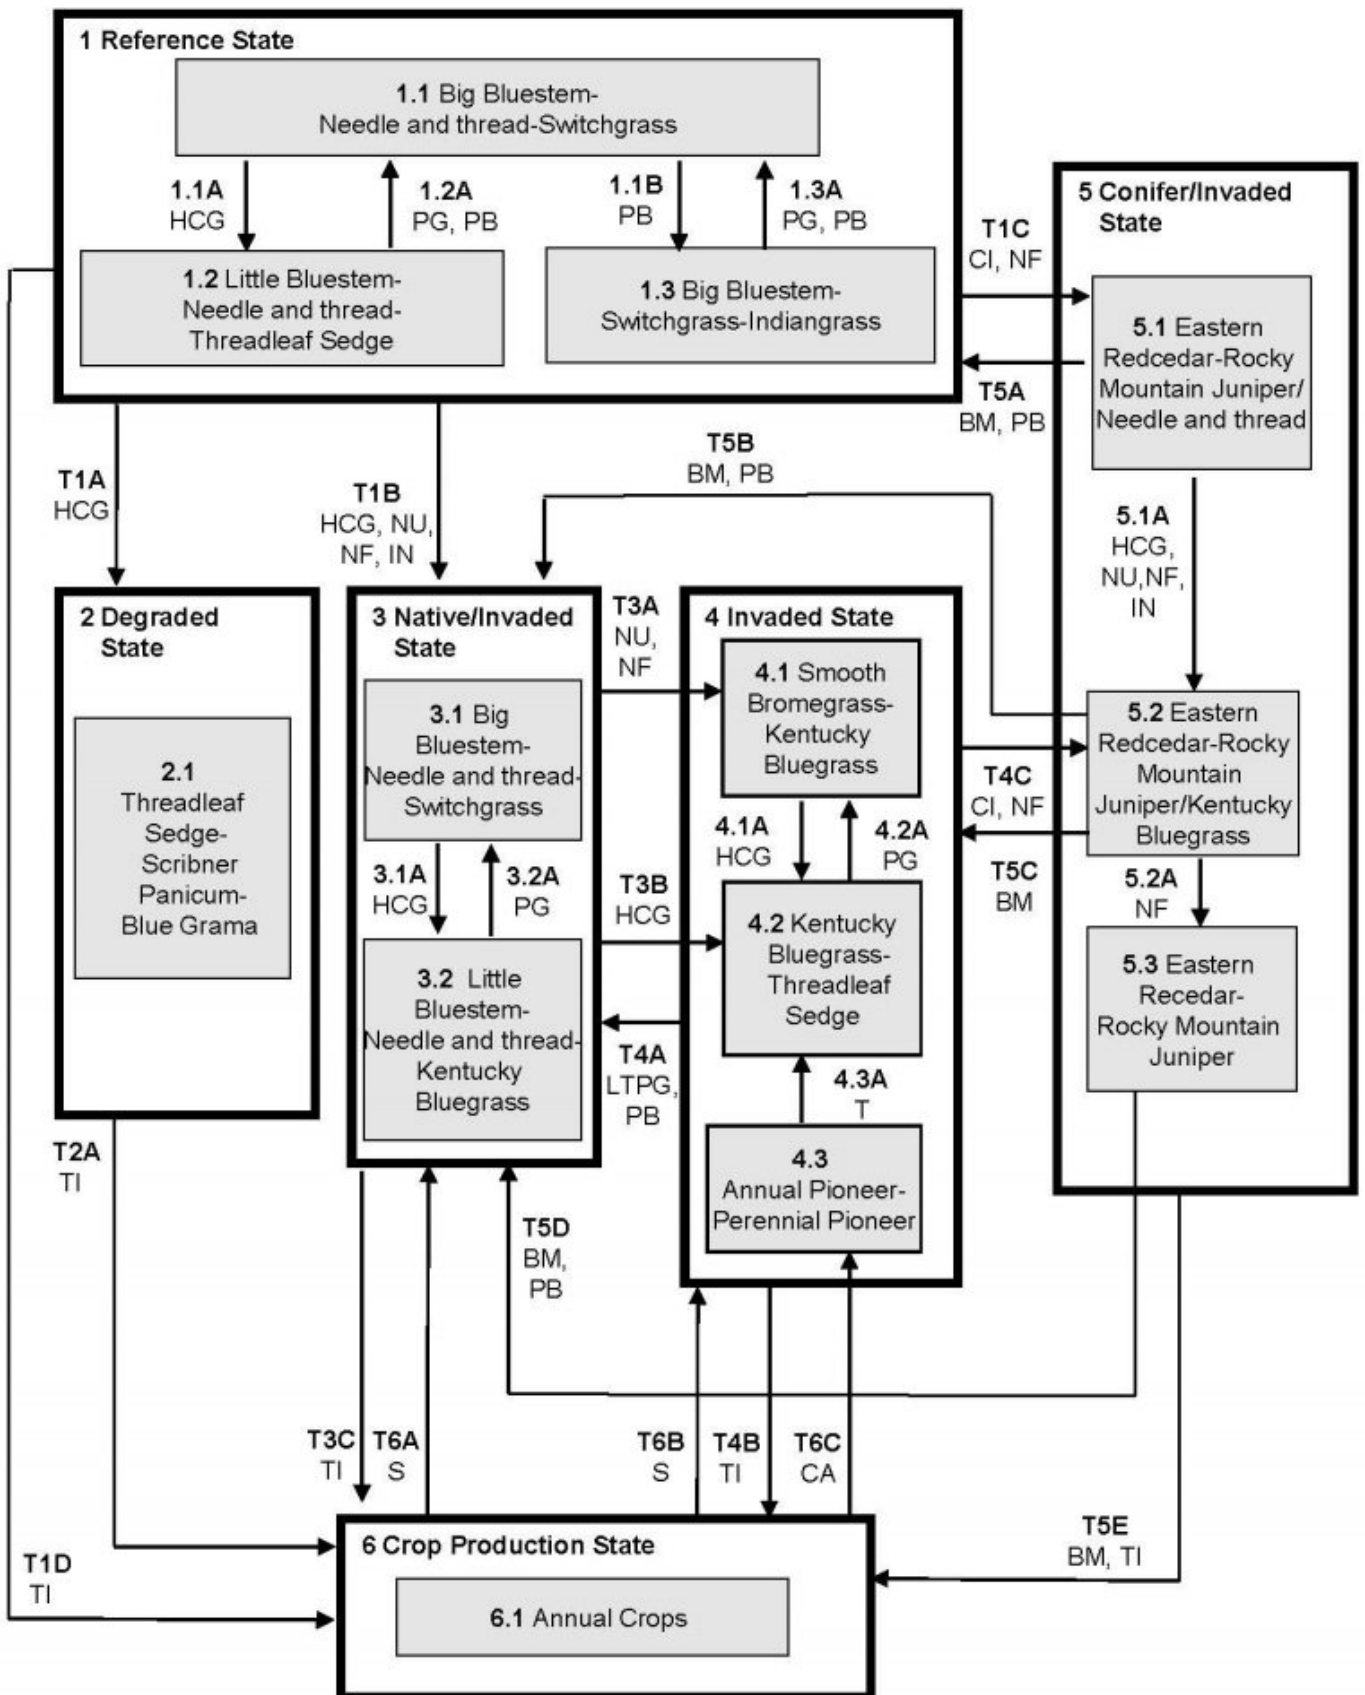 1 Reference State
1.1 Big Bluestem-
Needle and thread-Switchgrass
1.1A
HCG
1.2A
PG, PB
1.1B
PB
1.3A
PG, PB
1.2 Little Bluestem-
Needle and thread-
Threadleaf Sedge
1.3 Big Bluestem-
Switchgrass-Indiangrass
T1C
CI, NF
T5A
BM, PB
5 Conifer/Invaded
State
5.1 Eastern
Redcedar-Rocky
Mountain Juniper/
Needle and thread
T1A
HCG
T1B
HCG, NU,
NF, IN
T5B
BM, PB
5.1A
HCG,
NU,NF,
IN
2 Degraded
State
2.1
Threadleaf
Sedge-
Scribner
Panicum-
Blue Grama
3 Native/Invaded
State
3.1 Big
Bluestem-
Needle and thread-
Switchgrass
3.1A
HCG
3.2A
PG
3.2 Little
Bluestem-
Needle and thread-
Kentucky
Bluegrass
T3A
NU,
NF
T3B
HCG
T4A
LTPG,
PB
4 Invaded State
4.1 Smooth
Bromegrass-
Kentucky
Bluegrass
4.1A
HCG
4.2A
PG
4.2 Kentucky
Bluegrass-
Threadleaf
Sedge
4.3A
T
4.3
Annual Pioneer-
Perennial Pioneer
T4C
CI, NF
T5C
BM
5.2 Eastern
Redcedar-Rocky
Mountain
Juniper/Kentucky
Bluegrass
5.2A
NF
5.3 Eastern
Recedar-
Rocky Mountain
Juniper
T2A
TI
T5D
BM,
PB
T3C
TI
T6A
S
T6B
S
T4B
TI
T6C
CA
T5E
BM, TI
T1D
TI
6 Crop Production State
6.1 Annual Crops